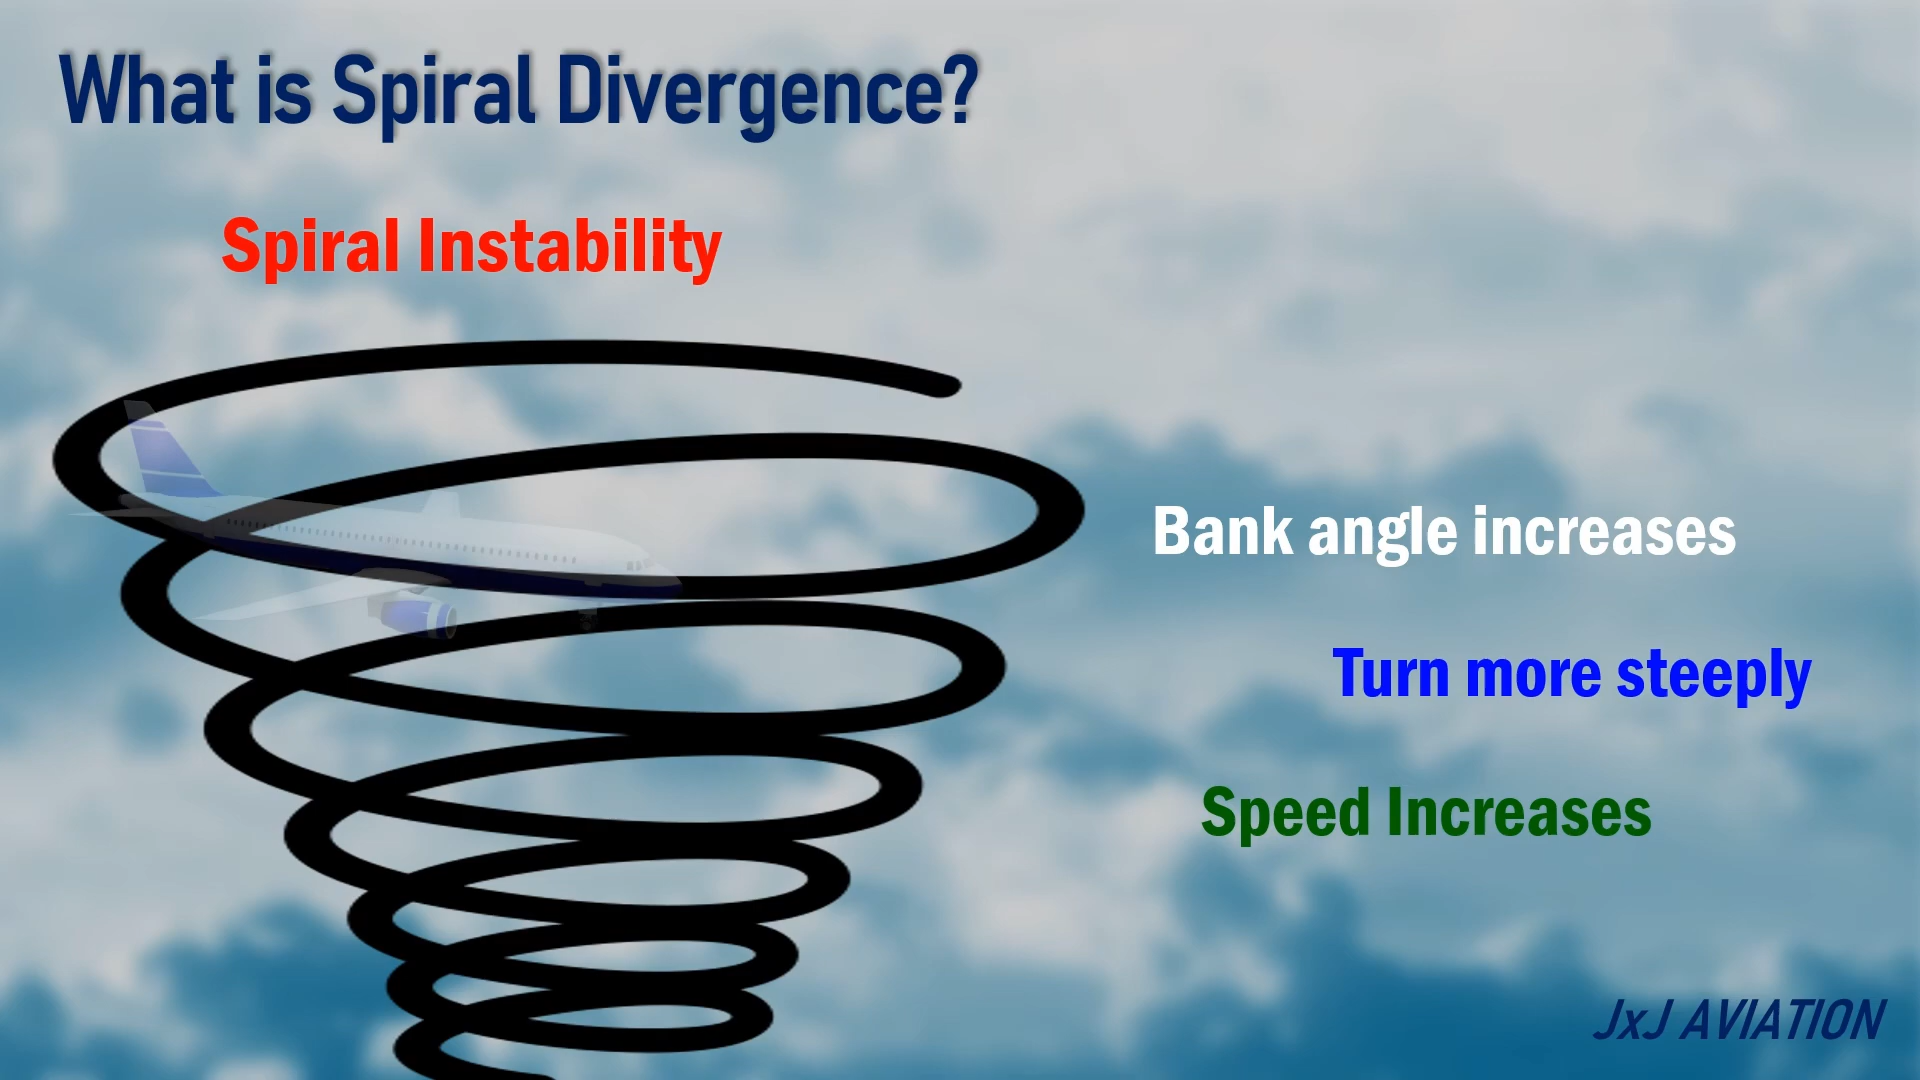 What is Spiral Divergence?
Spiral Instability
Bank angle increases
Turn more steeply
Speed Increases
JxJ AVIATION